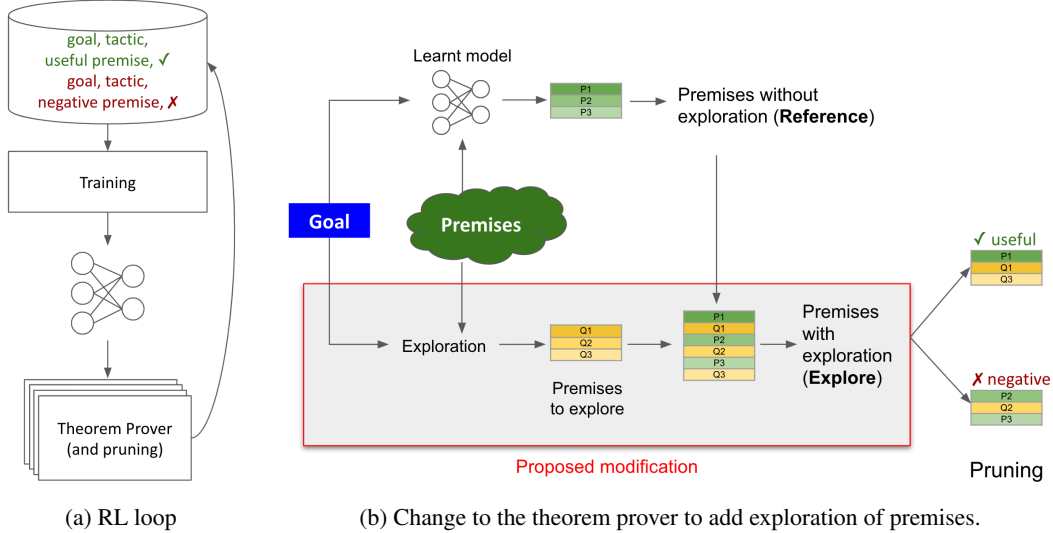 goal, tactic,
useful premise, ✓
goal, tactic,
negative premise, ✗
Training
Theorem Prover
(and pruning)
(a) RL loop
Learnt model
P1
P2
P3
Premises without
exploration (Reference)
Goal
Premises
Exploration
Q1
Q2
Q3
Premises
to explore
P1
Q1
P2
Q2
P3
Q3
Premises
with
exploration
(Explore)
Proposed modification
✓ useful
P1
Q1
Q3
✗ negative
P2
Q2
P3
Pruning
(b) Change to the theorem prover to add exploration of premises.